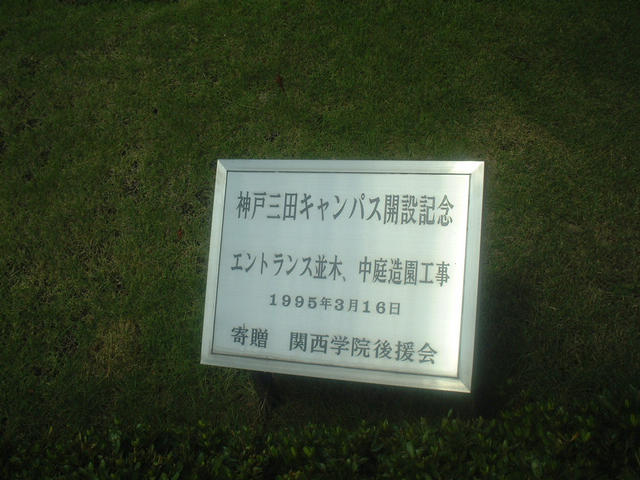 神戸三田キャンパス開設記念
エントランス並木、中庭造園工事
1995年3月16日
寄贈 関西学院後援会